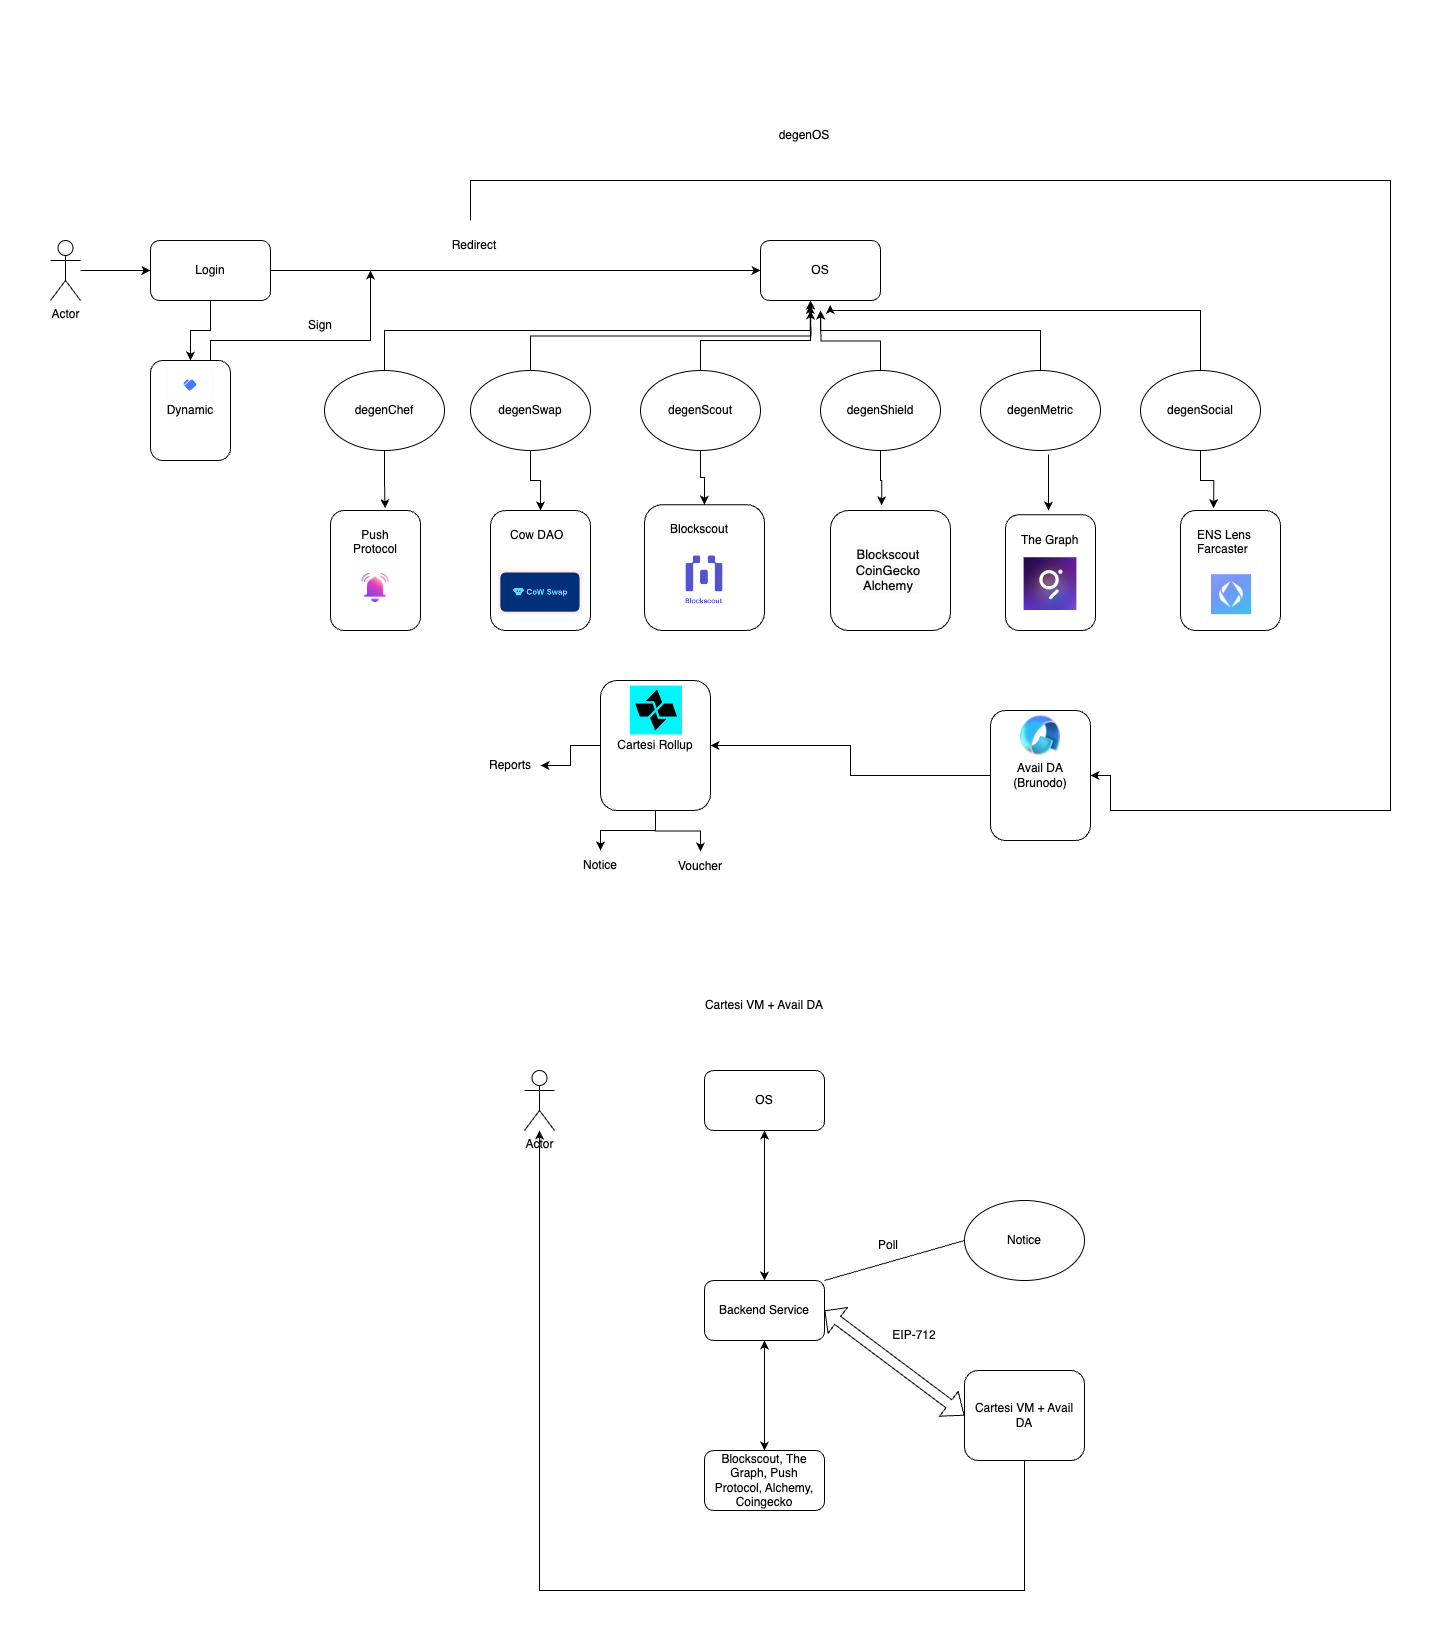 degenOS
Redirect
Login
OS
Actor
Sign
Dynamic
degenChef
degenSwap
degenScout
degenShield
degenMetric
degenSocial
Push
Protocol
Cow DAO
CoW Swap
Blockscout
Blockscout
Blockscout
CoinGecko
Alchemy
The Graph
ENS Lens
Farcaster
Cartesi Rollup
Reports
Avail DA
(Brunodo)
Notice
Voucher
Cartesi VM + Avail DA
Actor
OS
Poll
Notice
Backend Service
EIP-712
Cartesi VM + Avail
DA
Blockscout, The
Graph, Push
Protocol, Alchemy,
Coingecko